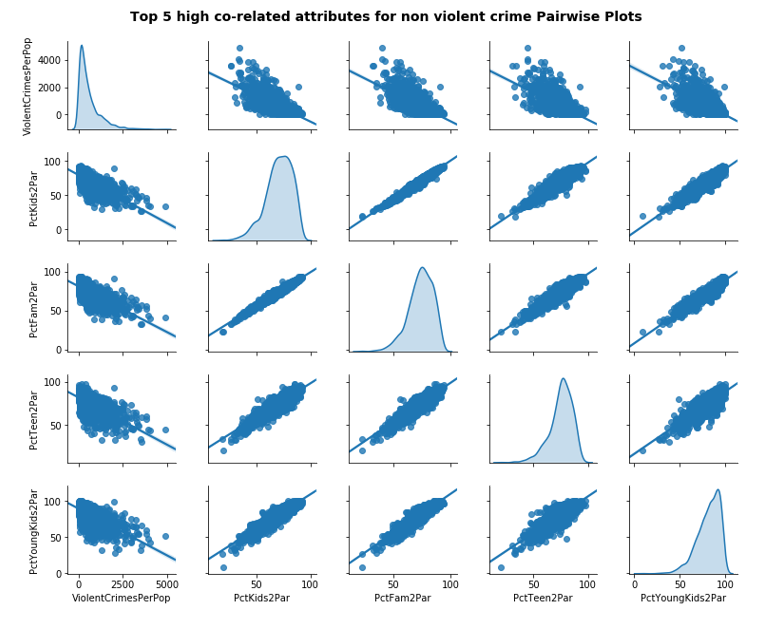 Top 5 high co-related attributes for non violent crime Pairwise Plots
ViolentCrimesPerPop
4000
2000
0
PctKids2Par
100
50
0
PctFam2Par
100
50
0
PctTeen2Par
100
50
PctYoungKids2Par
100
50
0
0 2500 5000
50 100
50 100
50 100
0 50 100
ViolentCrimesPerPop
PctKids2Par
PctFam2Par
PctTeen2Par
PctYoungKids2Par